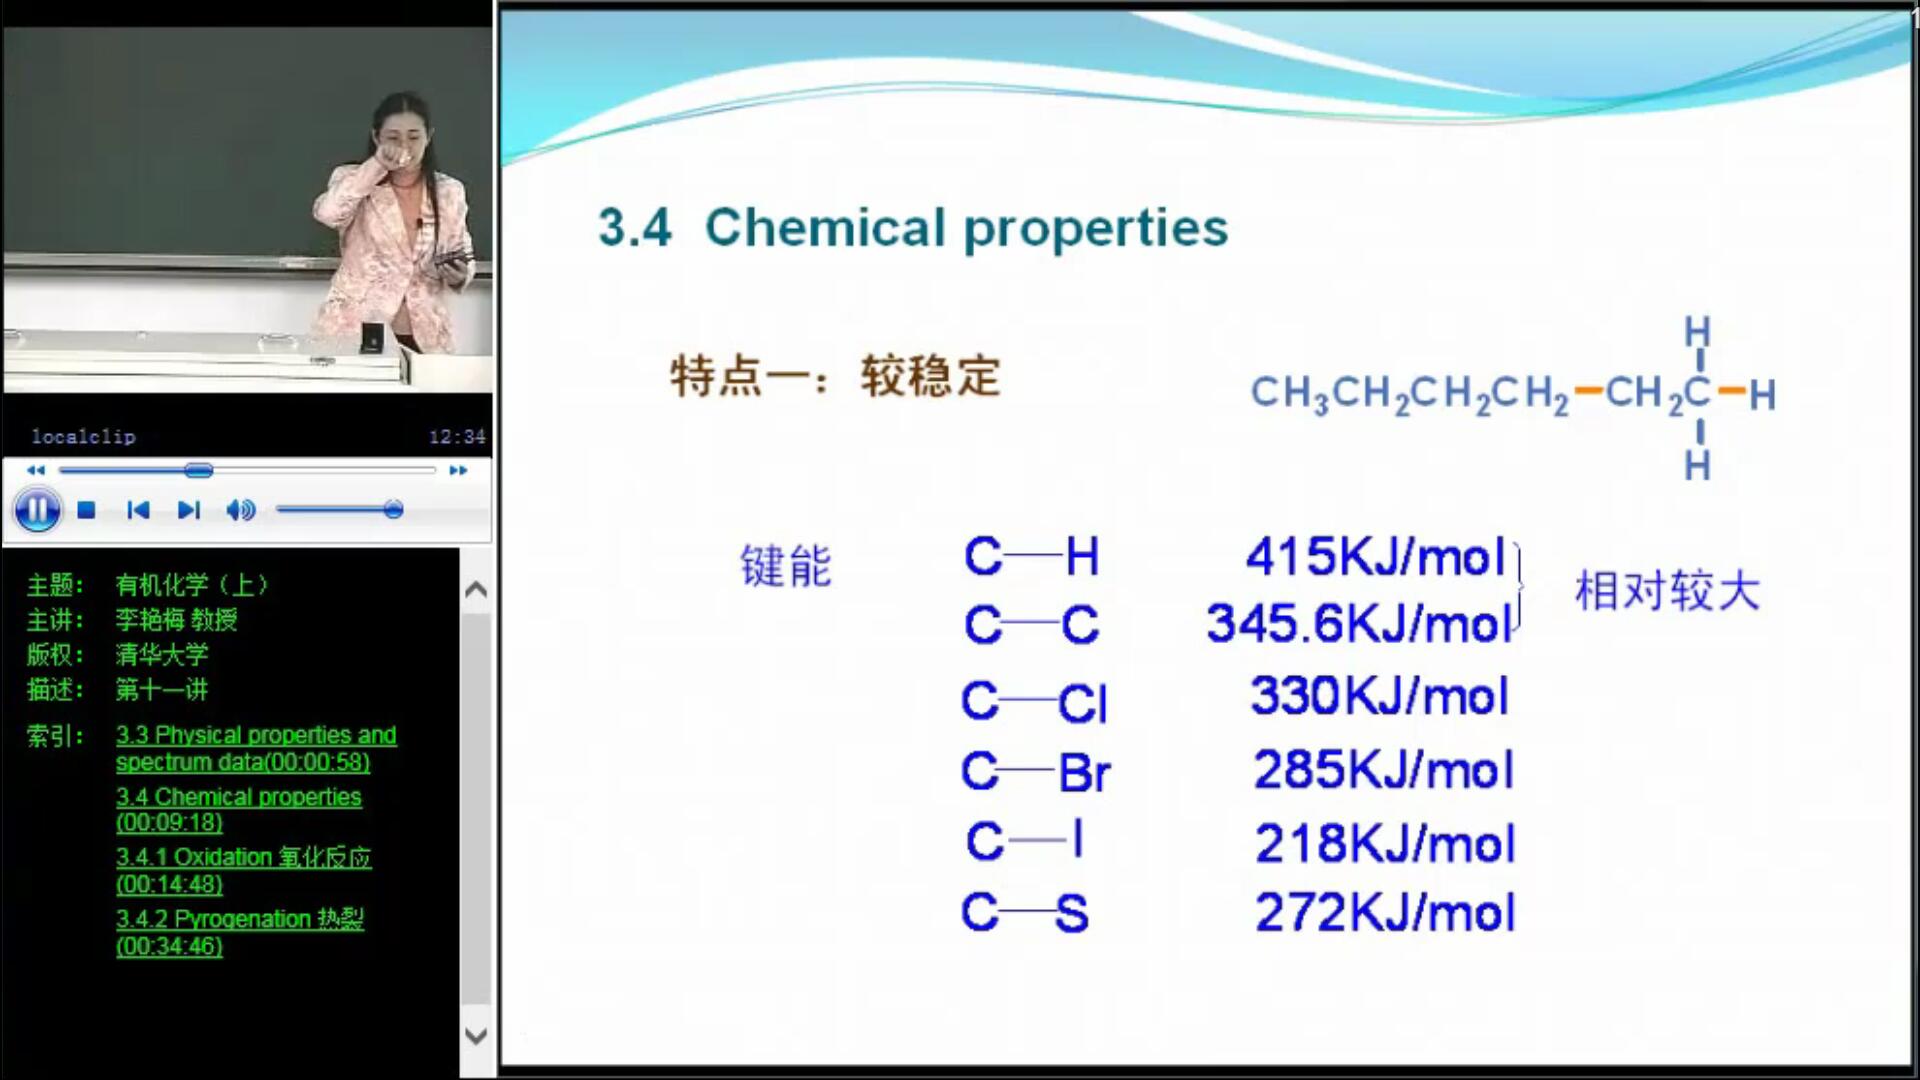 localclip 12:34
主题： 有机化学（上）
主讲： 李艳梅 教授
版权： 清华大学
描述： 第十一讲
索引： 3.3 Physical properties and
spectrum data(00:00:58)
3.4 Chemical properties
(00:09:18)
3.4.1 Oxidation 氧化反应
(00:14:48)
3.4.2 Pyrogenation 热裂
(00:34:46)
1
3.4 Chemical properties
特点一：较稳定
H
CH₃CH₂CH₂CH₂—CH₂C—H
H
键能 C—H 415KJ/mol 相对较大
C—C 345.6KJ/mol
C—Cl 330KJ/mol
C—Br 285KJ/mol
C—I 218KJ/mol
C—S 272KJ/mol